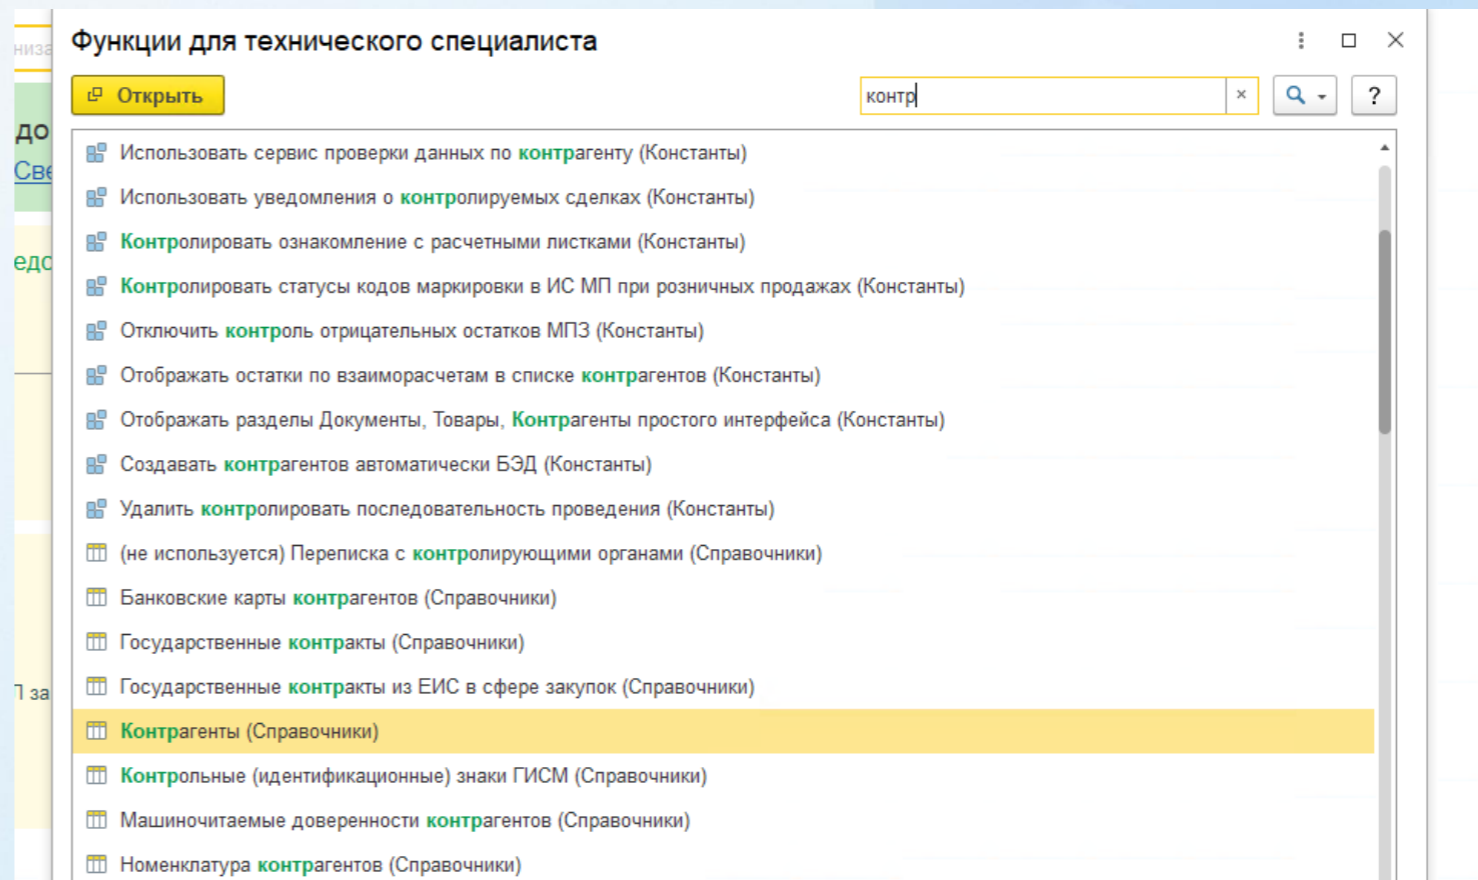 Функции для технического специалиста
низа
Открыть
контр
×
?
до
Све
едо
Л за
Использовать сервис проверки данных по контрагенту (Константы)
Использовать уведомления о контролируемых сделках (Константы)
Контролировать ознакомление с расчетными листками (Константы)
Контролировать статусы кодов маркировки в ИС МП при розничных продажах (Константы)
Отключить контроль отрицательных остатков МПЗ (Константы)
Отображать остатки по взаиморасчетам в списке контрагентов (Константы)
Отображать разделы Документы, Товары, Контрагенты простого интерфейса (Константы)
Создавать контрагентов автоматически БЭД (Константы)
Удалить контролировать последовательность проведения (Константы)
(не используется) Переписка с контролирующими органами (Справочники)
Банковские карты контрагентов (Справочники)
Государственные контракты (Справочники)
Государственные контракты из ЕИС в сфере закупок (Справочники)
Контрагенты (Справочники)
Контрольные (идентификационные) знаки ГИСМ (Справочники)
Машиночитаемые доверенности контрагентов (Справочники)
Номенклатура контрагентов (Справочники)